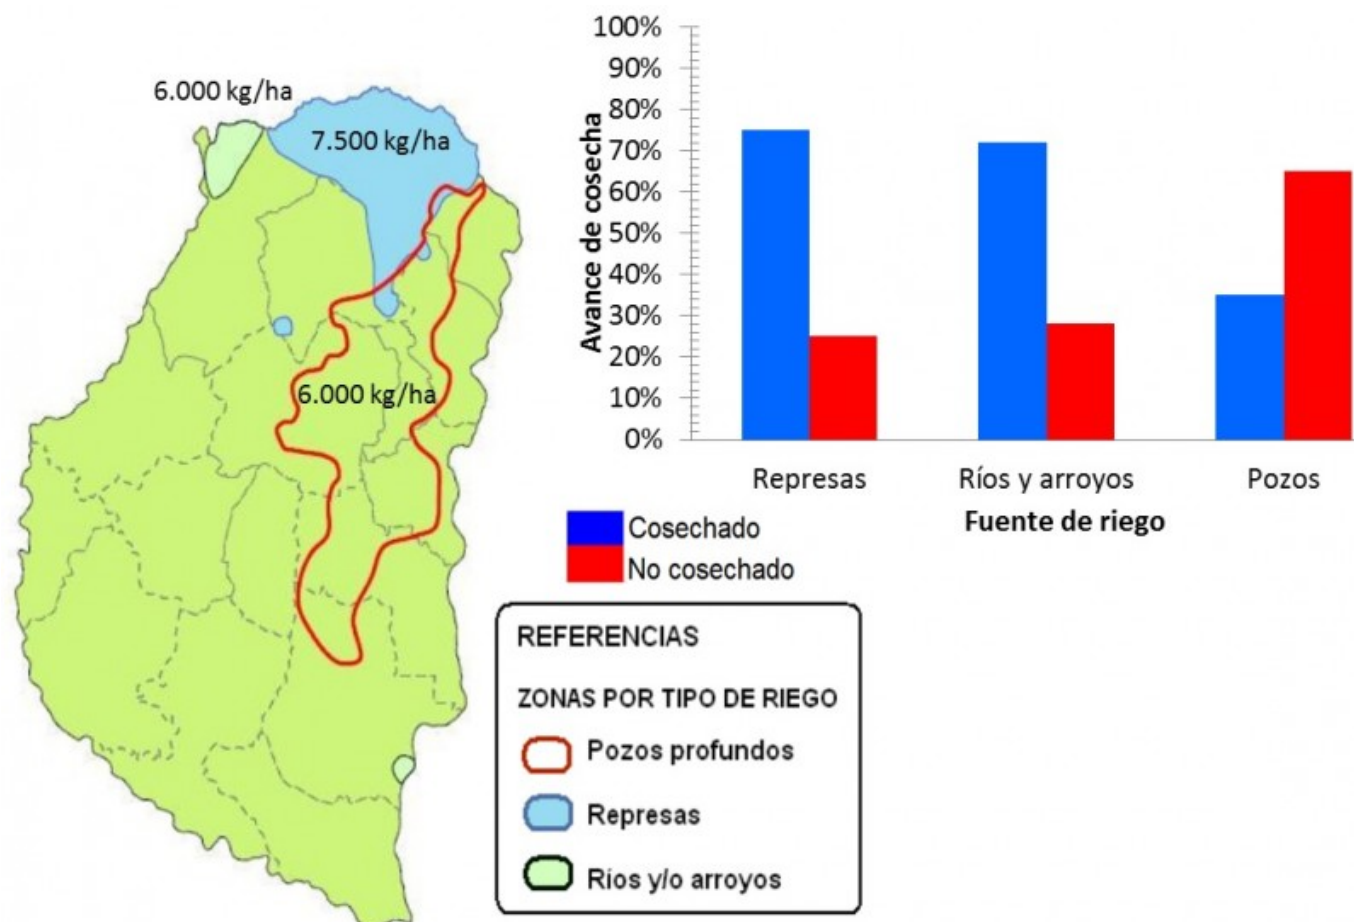 6.000 kg/ha
7.500 kg/ha
6.000 kg/ha
100%
90%
80%
70%
60%
50%
40%
30%
20%
10%
0%
Avance de cosecha
Represas
Ríos y arroyos
Pozos
Fuente de riego
Cosechado
No cosechado
REFERENCIAS
ZONAS POR TIPO DE RIEGO
Pozos profundos
Represas
Ríos y/o arroyos